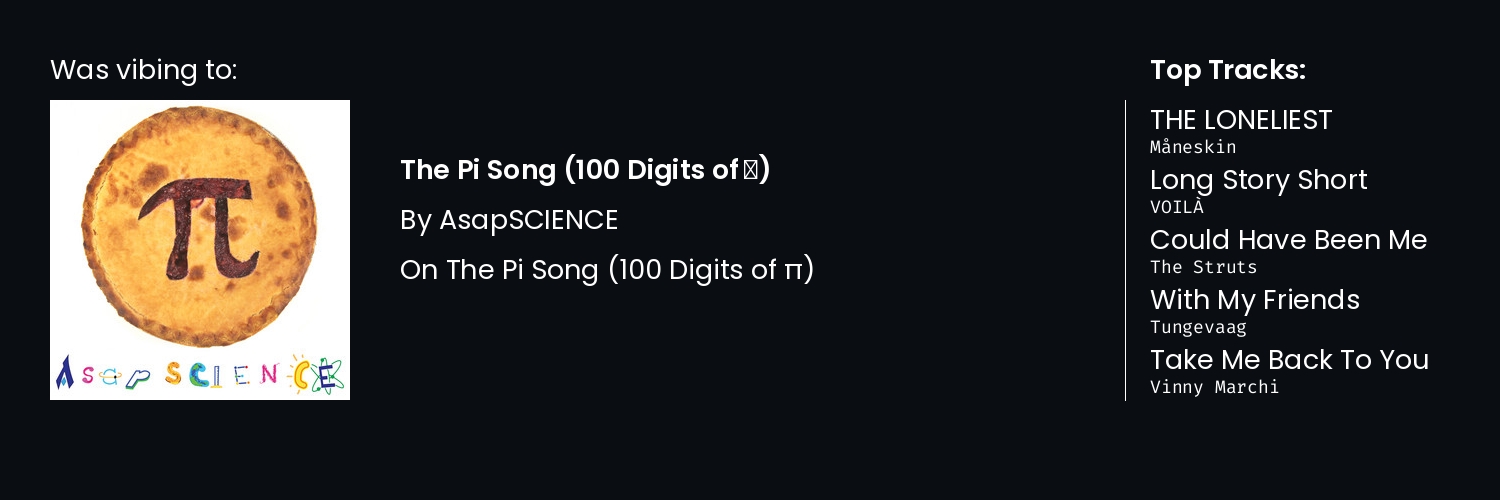 Was vibing to:
π
Asap SCIENCE
The Pi Song (100 Digits of )
By AsapSCIENCE
On The Pi Song (100 Digits of π)
Top Tracks:
THE LONELIEST
Måneskin
Long Story Short
VOILÀ
Could Have Been Me
The Struts
With My Friends
Tungevaag
Take Me Back To You
Vinny Marchi